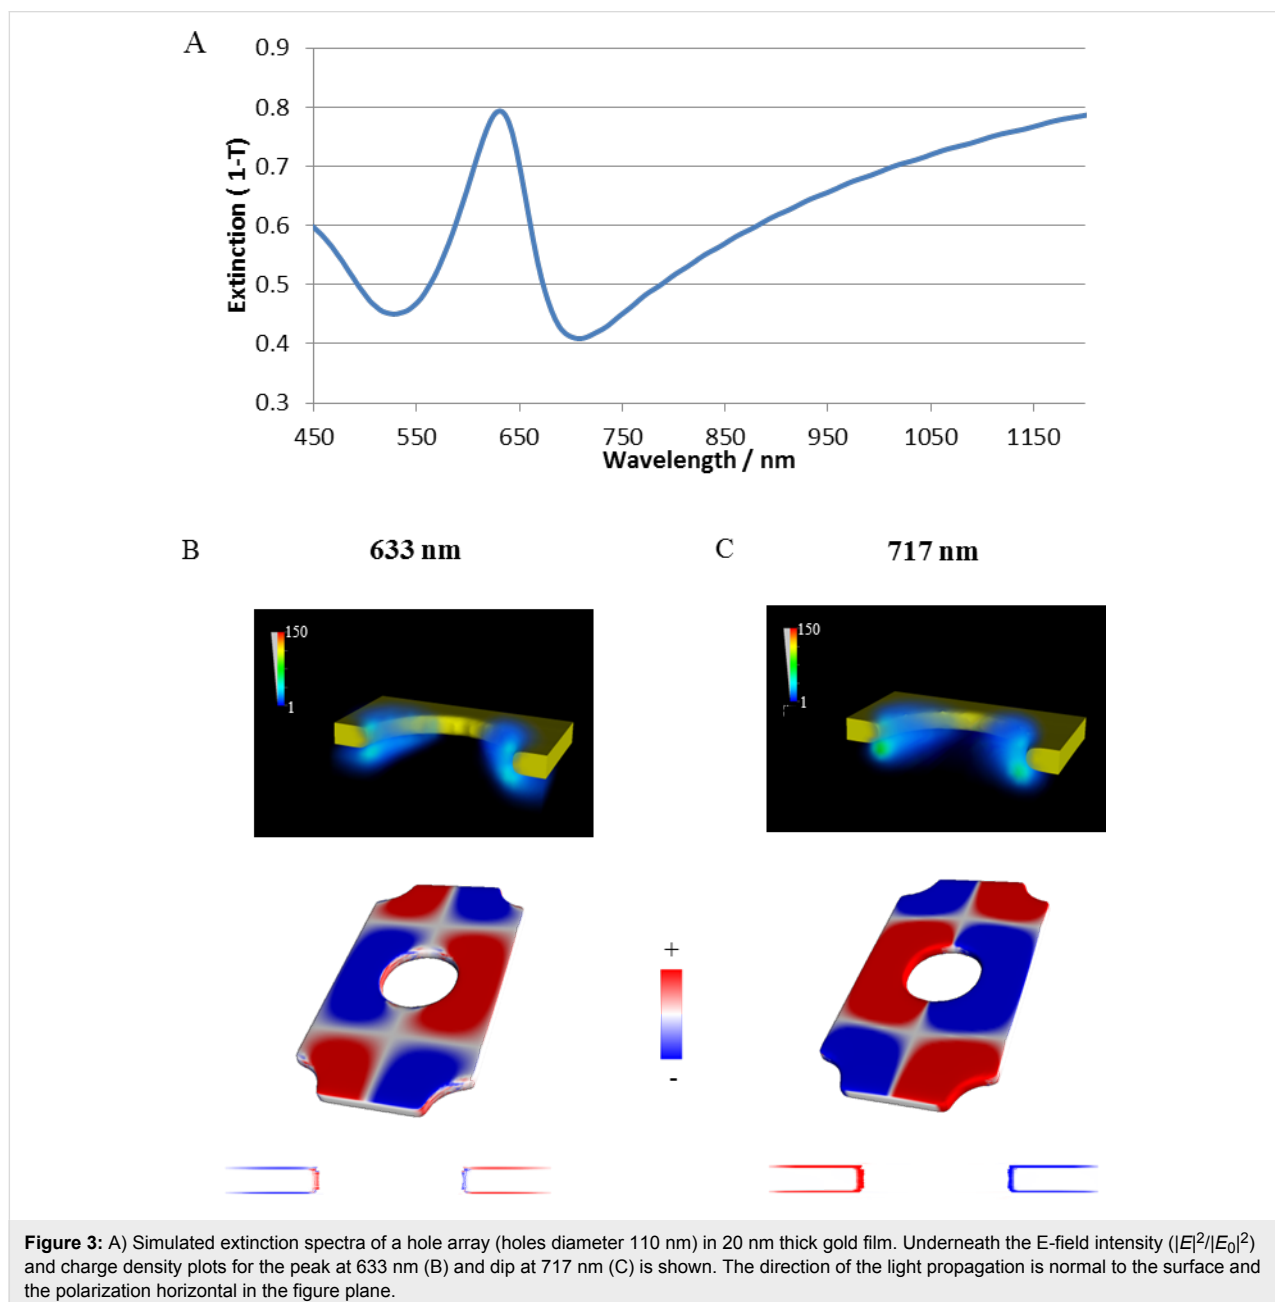 A
0.9
0.8
0.7
0.6
0.5
0.4
0.3
Extinction ( 1-T)
450 550 650 750 850 950 1050 1150
Wavelength / nm
B 633 nm C 717 nm
150
1
150
1
+
-
Figure 3: A) Simulated extinction spectra of a hole array (holes diameter 110 nm) in 20 nm thick gold film. Underneath the E-field intensity (|E|²/|E₀|²)
and charge density plots for the peak at 633 nm (B) and dip at 717 nm (C) is shown. The direction of the light propagation is normal to the surface and
the polarization horizontal in the figure plane.